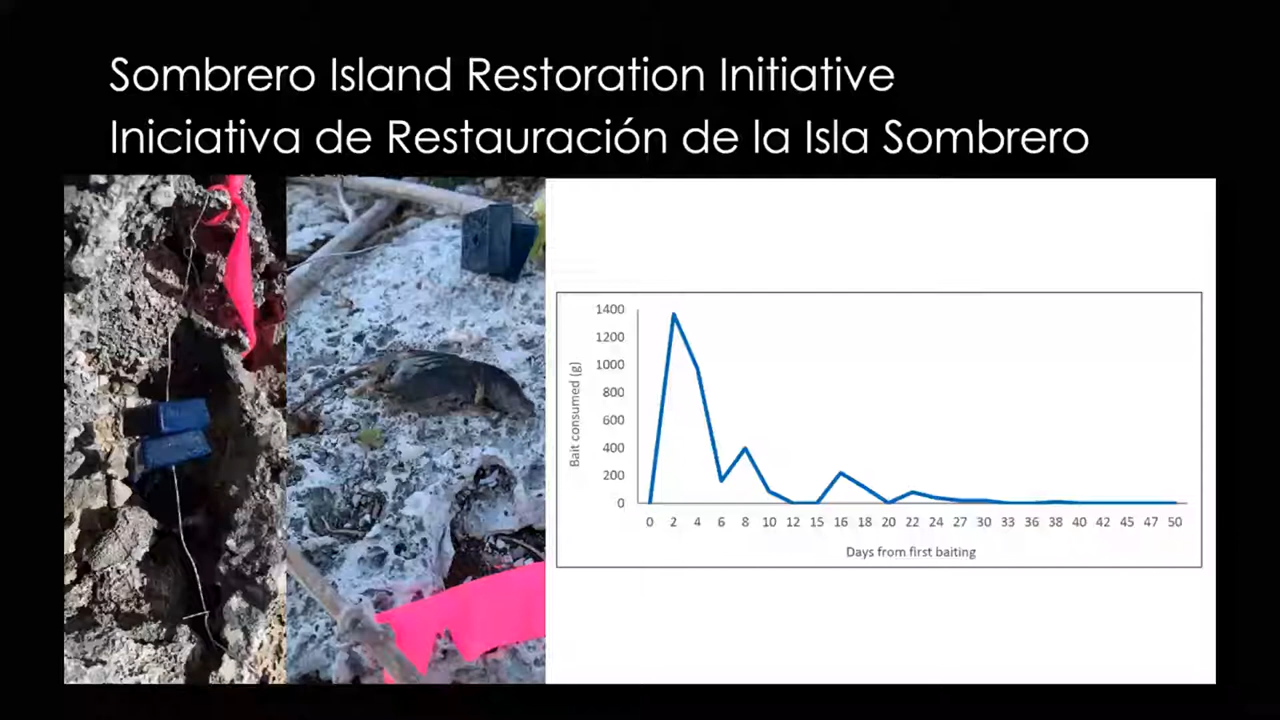 Sombrero Island Restoration Initiative
Iniciativa de Restauración de la Isla Sombrero
1400
1200
1000
800
600
400
200
0
Bait consumed (g)
0 2 4 6 8 10 12 15 16 18 20 22 24 27 30 33 36 38 40 42 45 47 50
Days from first baiting